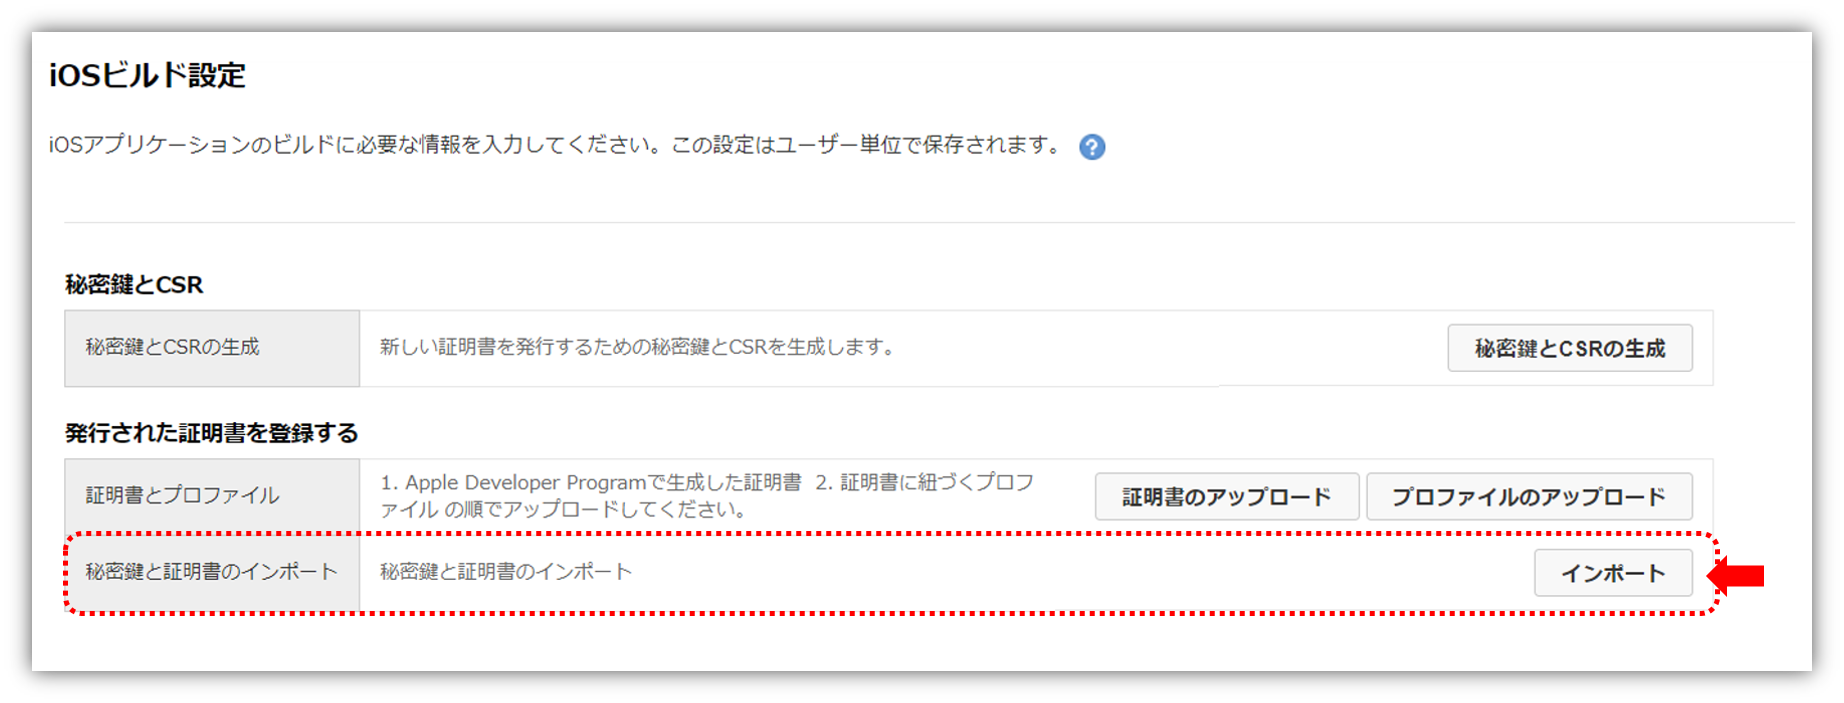 iOSビルド設定
iOSアプリケーションのビルドに必要な情報を入力してください。この設定はユーザー単位で保存されます。 ?
秘密鍵とCSR
秘密鍵とCSRの生成
新しい証明書を発行するための秘密鍵とCSRを生成します。
秘密鍵とCSRの生成
発行された証明書を登録する
証明書とプロファイル
1. Apple Developer Programで生成した証明書 2. 証明書に紐づくプロフ
ァイル の順でアップロードしてください。
証明書のアップロード
プロファイルのアップロード
秘密鍵と証明書のインポート
秘密鍵と証明書のインポート
インポート